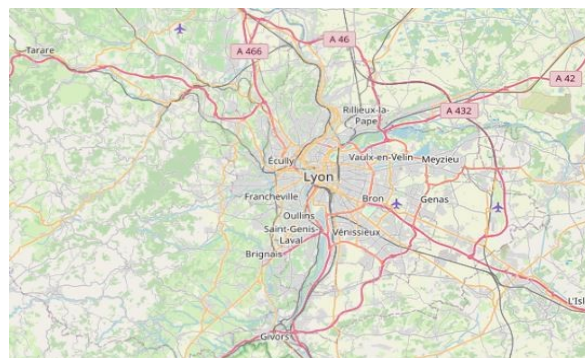 A 46
Tarare
A 466
A 42
Rillieux-la-
Pape
A 432
Écully
Vaulx-en-Velin
Meyzieu
Lyon
Francheville
Bron
Genas
Oullins
Saint-Genis-
Laval
Vénissieux
Brignais
L'Isl
Givors